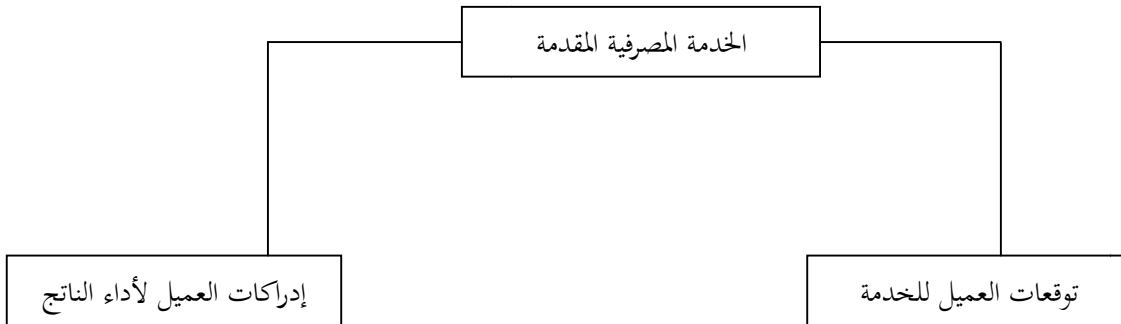 الخدمة المصرفية المقدمة
توقعات العميل للخدمة
إدراكات العميل لأداء الناتج